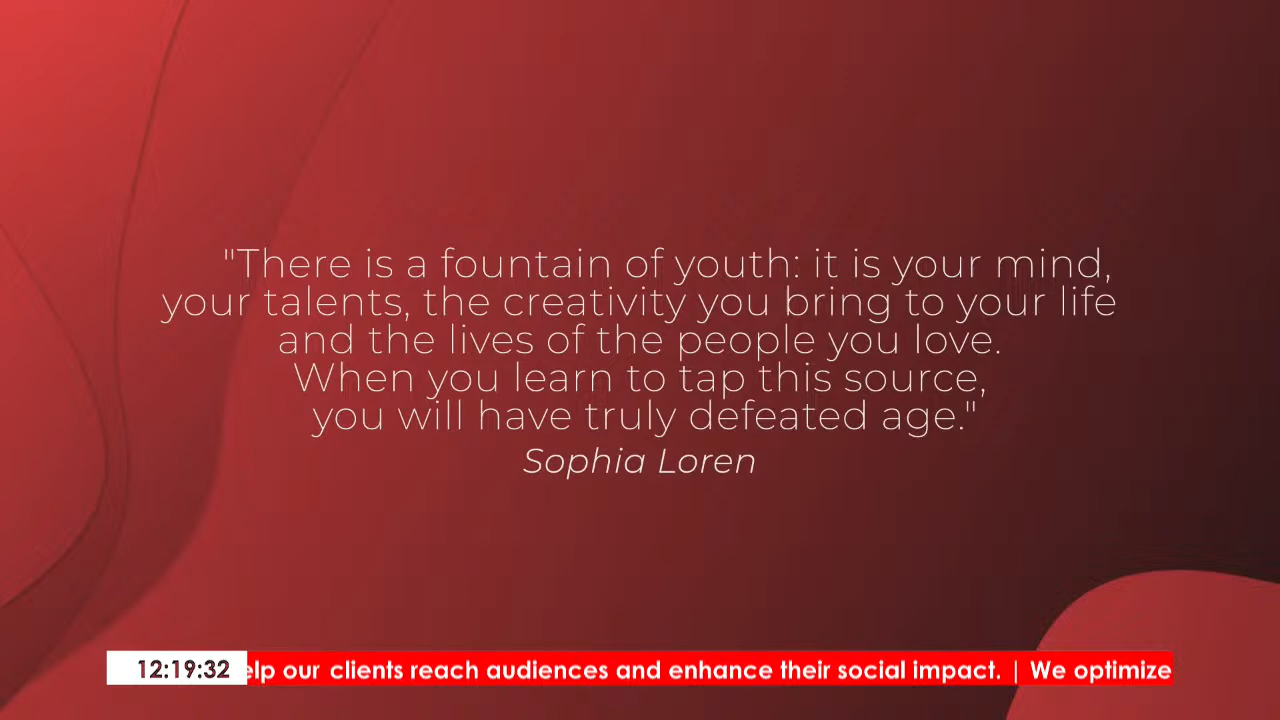 "There is a fountain of youth: it is your mind,
your talents, the creativity you bring to your life
and the lives of the people you love.
When you learn to tap this source,
you will have truly defeated age."
Sophia Loren
12:19:32 elp our clients reach audiences and enhance their social impact. | We optimize